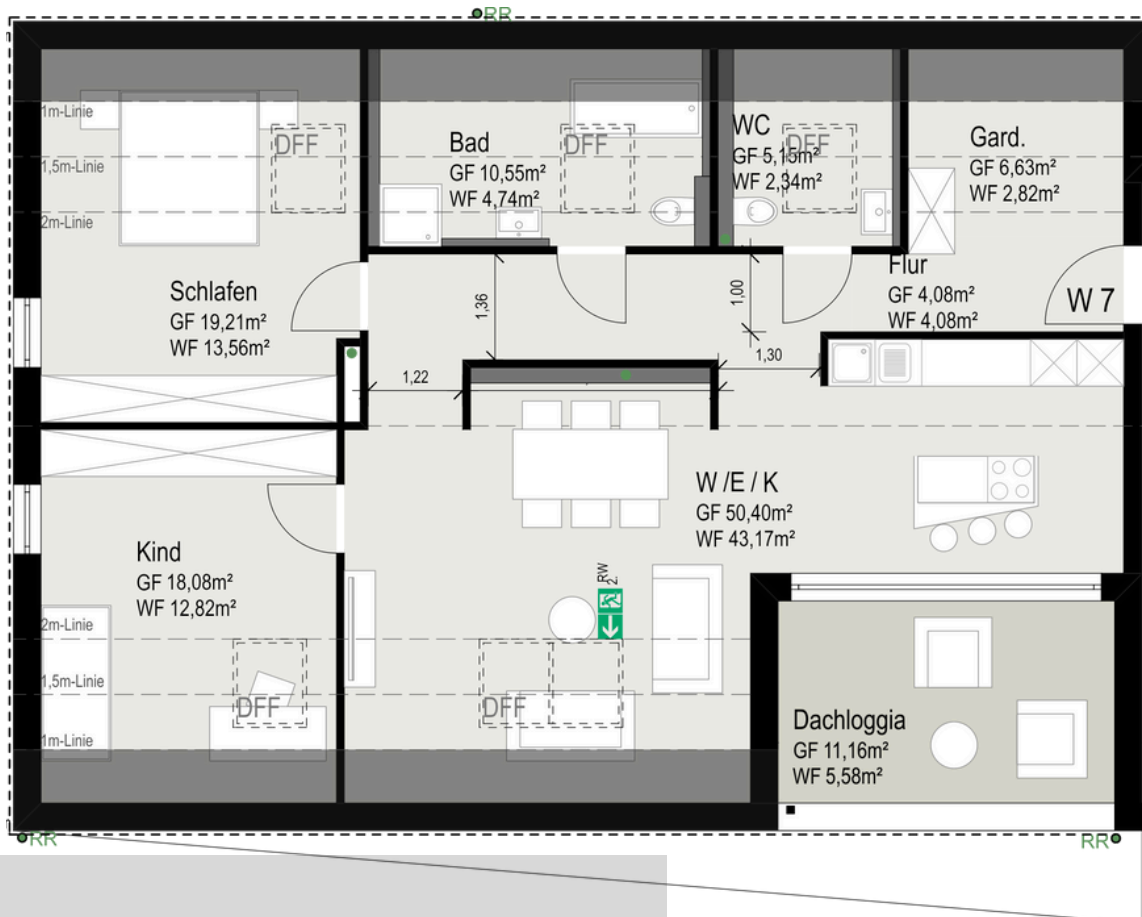 RR
1m-Linie
1,5m-Linie
2m-Linie
DFF
Bad
GF 10,55m²
WF 4,74m²
DFF
WC
GF 5,15m²
WF 2,34m²
DFF
Gard.
GF 6,63m²
WF 2,82m²
Schlafen
GF 19,21m²
WF 13,56m²
1,36
1,00
Flur
GF 4,08m²
WF 4,08m²
W 7
1,22
1,30
W /E / K
GF 50,40m²
WF 43,17m²
Kind
GF 18,08m²
WF 12,82m²
2. RW
2m-Linie
1,5m-Linie
1m-Linie
DFF
DFF
Dachloggia
GF 11,16m²
WF 5,58m²
RR
RR